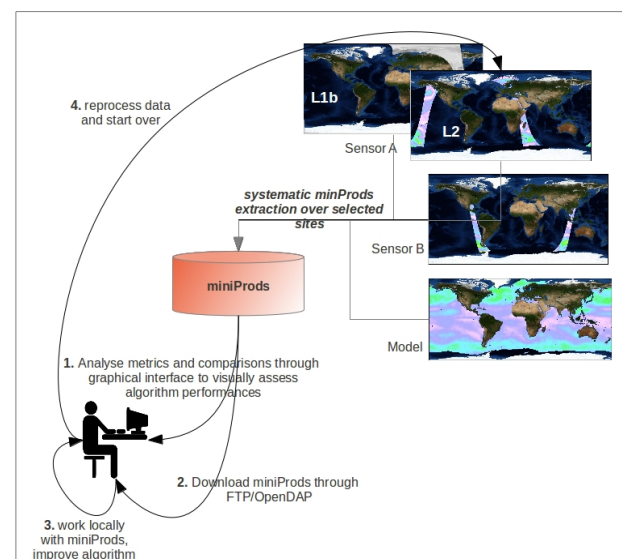 4. reprocess data
and start over
L1b
L2
Sensor A
systematic minProds
extraction over selected
sites
Sensor B
miniProds
Model
1. Analyse metrics and comparisons through
graphical interface to visually assess
algorithm performances
2. Download miniProds through
FTP/OpenDAP
3. work locally
with miniProds,
improve algorithm